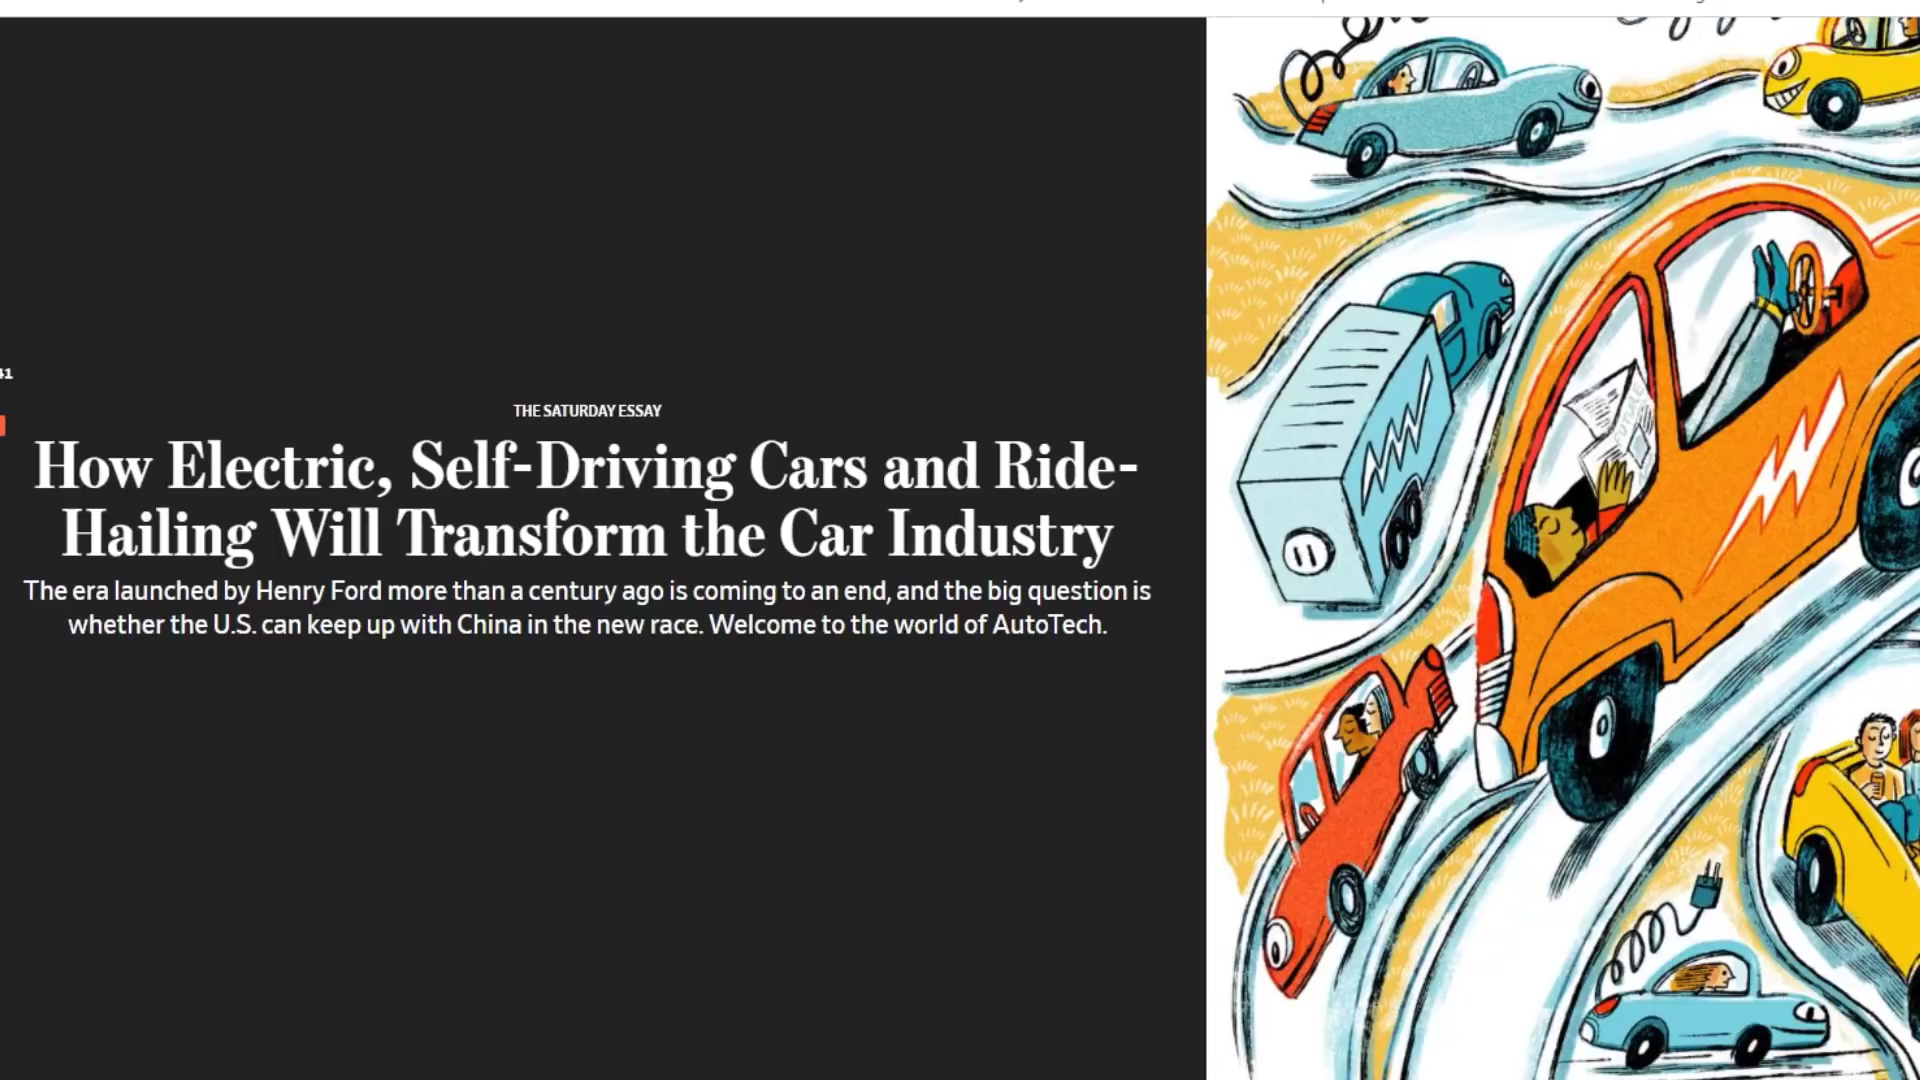 41
THE SATURDAY ESSAY
How Electric, Self-Driving Cars and Ride-
Hailing Will Transform the Car Industry
The era launched by Henry Ford more than a century ago is coming to an end, and the big question is
whether the U.S. can keep up with China in the new race. Welcome to the world of AutoTech.
FUTURE